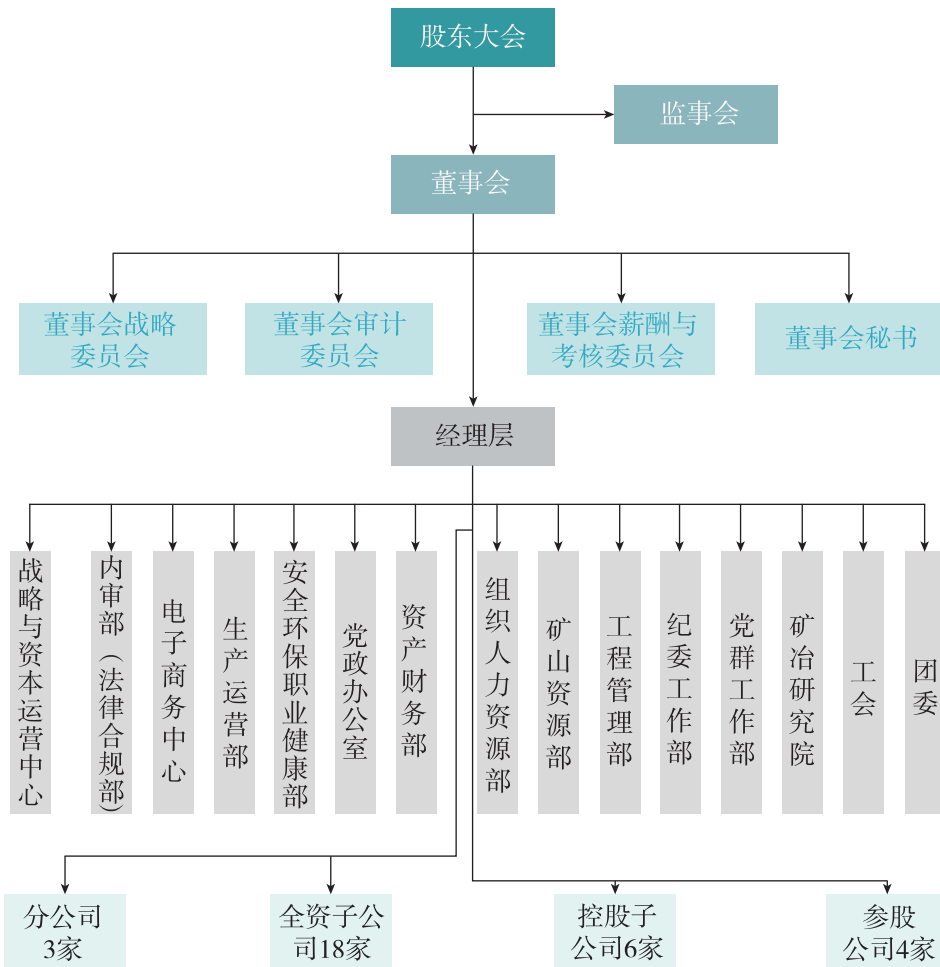 股东大会
监事会
董事会
董事会战略
委员会
董事会审计
委员会
董事会薪酬与
考核委员会
董事会秘书
经理层
战略与资本运营中心
内审部（法律合规部）
电子商务中心
生产运营部
安全环保职业健康部
党政办公室
资产财务部
组织人力资源部
矿山资源部
工程管理部
纪委工作部
党群工作部
矿冶研究院
工会
团委
分公司
3家
全资子公
司18家
控股子
公司6家
参股
公司4家